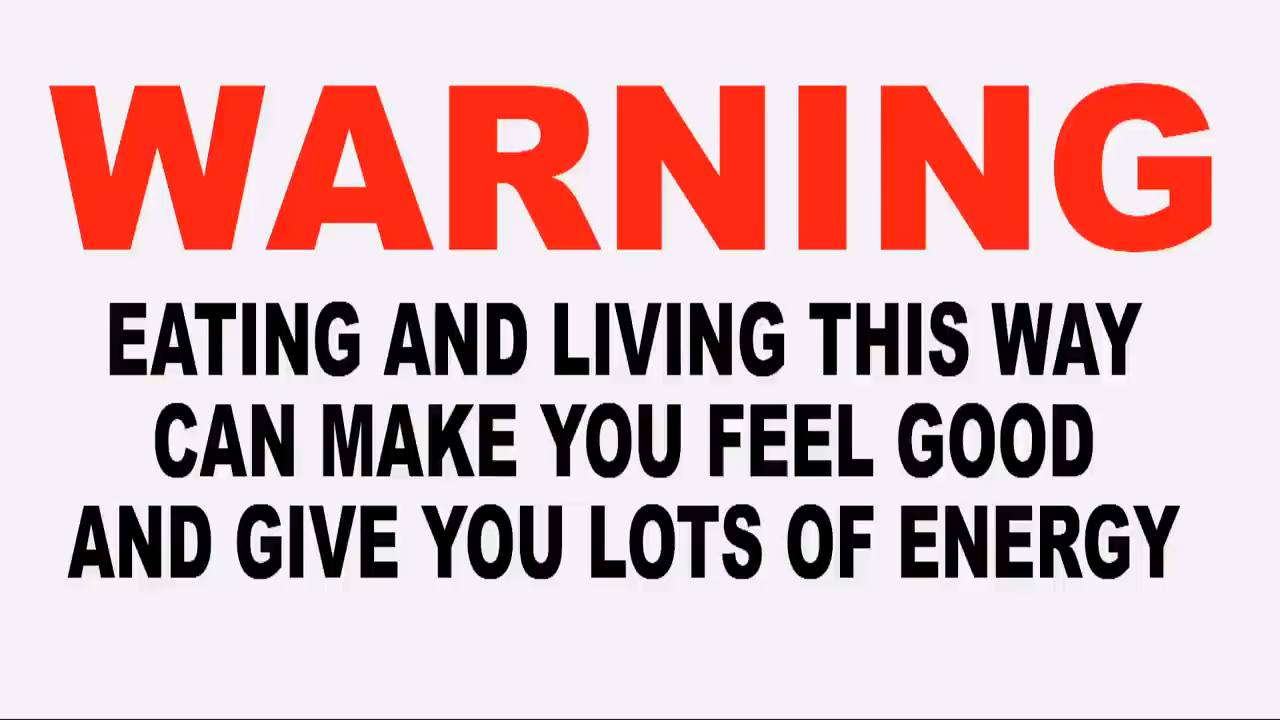 WARNING
EATING AND LIVING THIS WAY
CAN MAKE YOU FEEL GOOD
AND GIVE YOU LOTS OF ENERGY